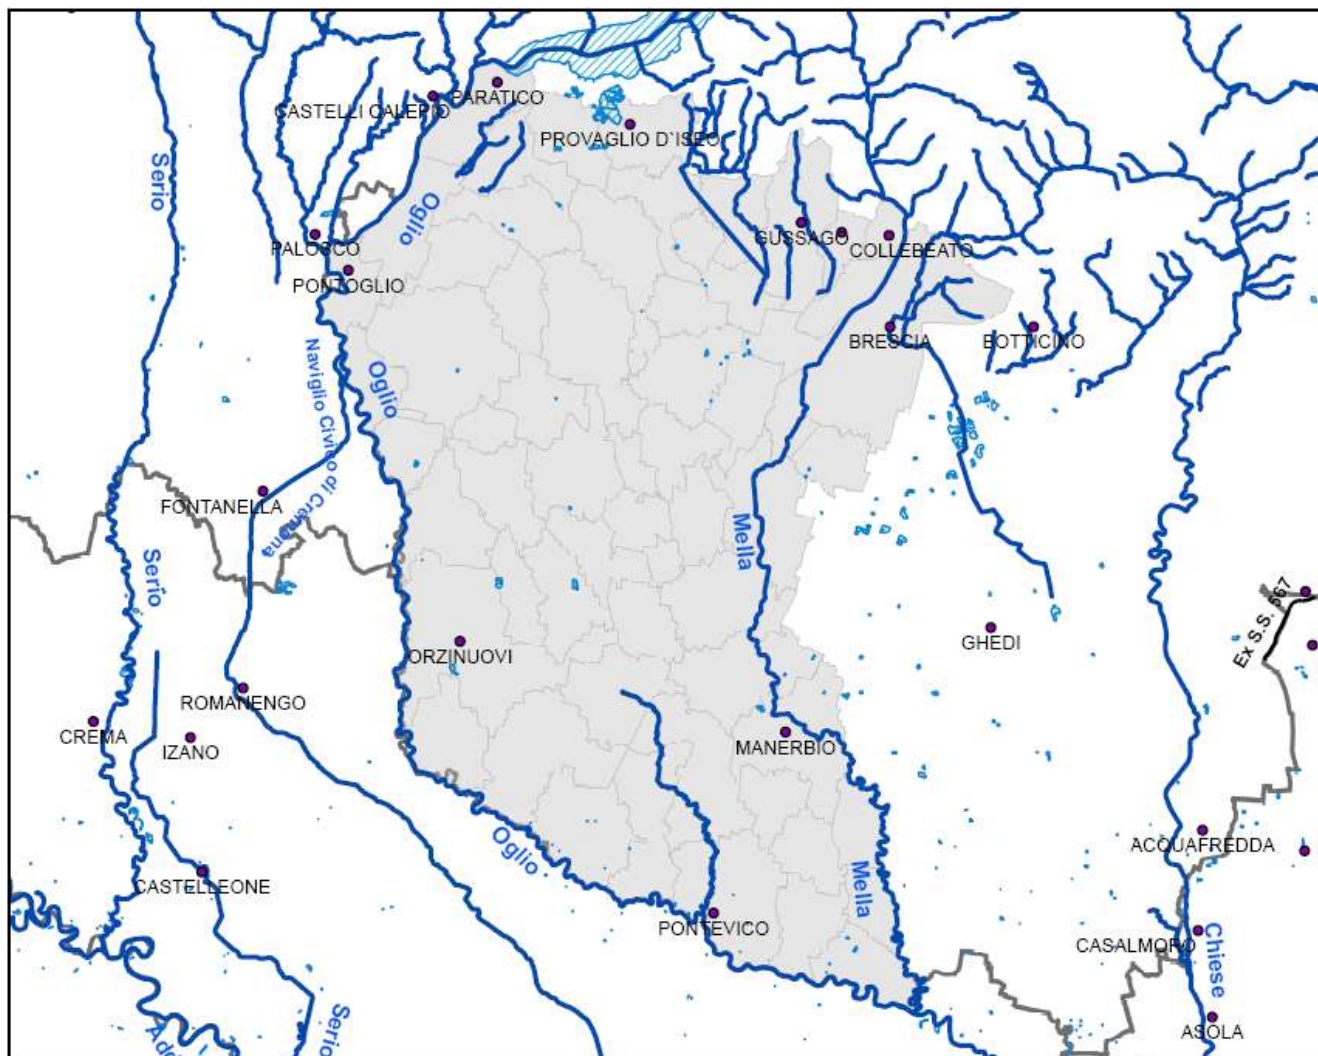 PARATICO
CASTELLI CALEPIO
PROVAGLIO D'ISEO
Serio
Oglio
GUSSAGO
COLLEBEATO
PALOSCO
PONTOGLIO
BRESCIA
BOTTICINO
Naviglio Civico di Cremona
Oglio
FONTANELLA
Mella
Serio
Ex S.S. 567
GHEDI
ORZINUOVI
ROMANENGO
CREMA
IZANO
MANERBIO
Oglio
ACQUAFREDDA
CASTELLEONE
Mella
PONTEVICO
CASALMORO
Chiese
ASOLA
Serio